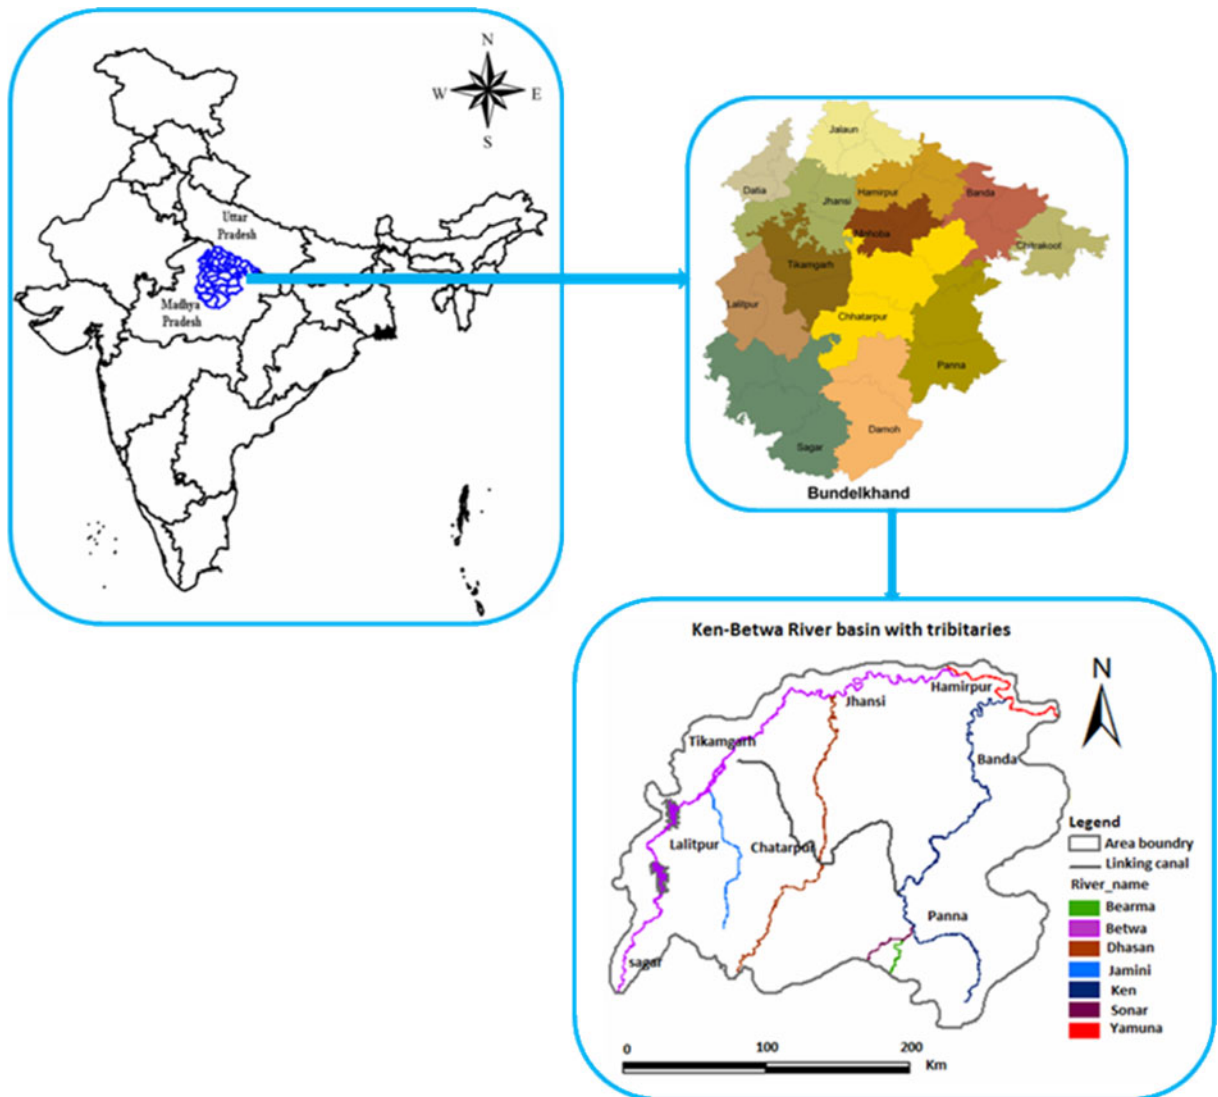 N
W
E
S
Uttar
Pradesh
Madhya
Pradesh
Jalaun
Datia
Jhansi
Hamirpur
Banda
Mahoba
Chitrakoot
Tikamgarh
Lalitpur
Chhatarpur
Panna
Sagar
Damoh
Bundelkhand
Ken-Betwa River basin with tribitaries
N
Hamirpur
Jhansi
Tikamgarh
Banda
Lalitpur
Chatarpur
Panna
sagar
Legend
Area boundry
Linking canal
River_name
Bearma
Betwa
Dhasan
Jamini
Ken
Sonar
Yamuna
0
100
200
Km